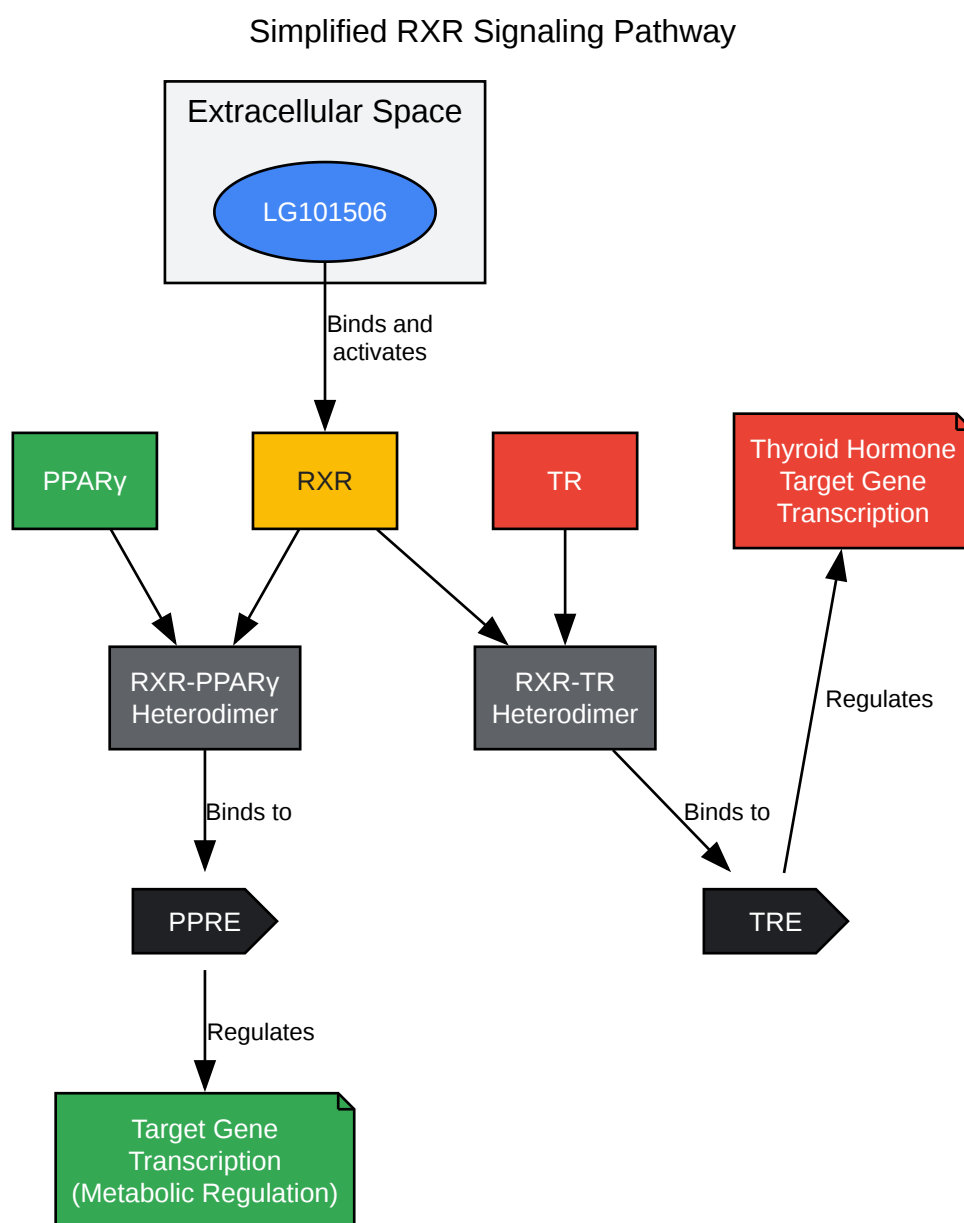 Simplified RXR Signaling Pathway
Extracellular Space
LG101506
Binds and
activates
PPARγ
RXR
TR
Thyroid Hormone
Target Gene
Transcription
RXR-PPARγ
Heterodimer
RXR-TR
Heterodimer
Regulates
Binds to
Binds to
PPRE
TRE
Regulates
Target Gene
Transcription
(Metabolic Regulation)